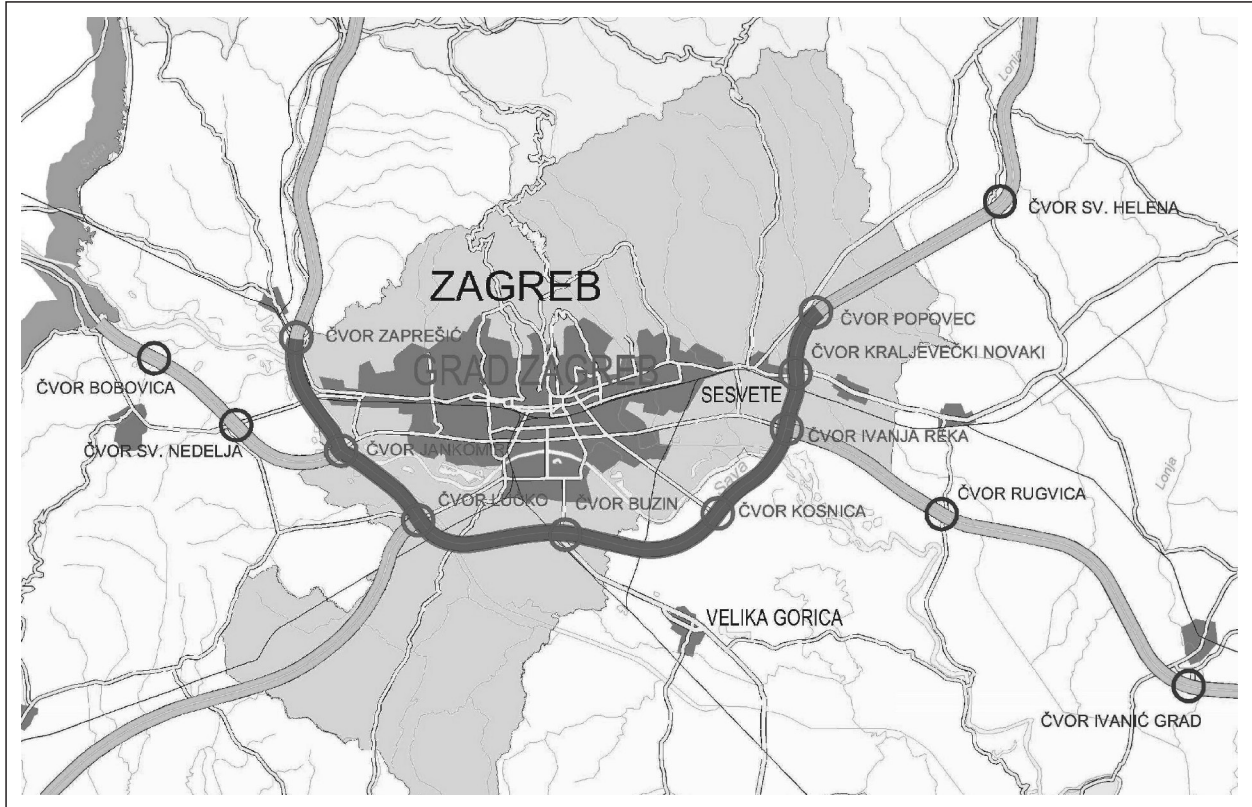 Lonja
ČVOR SV. HELENA
ZAGREB
ČVOR POPOVEC
ČVOR ZAPREŠIĆ
ČVOR KRALJEVEČKI NOVAKI
ČVOR BOBOVICA
GRAD ZAGREB
SESVETE
ČVOR IVANJA REKA
ČVOR SV. NEDELJA
ČVOR JANKOMIR
Sava
Lonja
ČVOR RUGVICA
ČVOR LUČKO
ČVOR BUZIN
ČVOR KOSNICA
VELIKA GORICA
ČVOR IVANIĆ GRAD